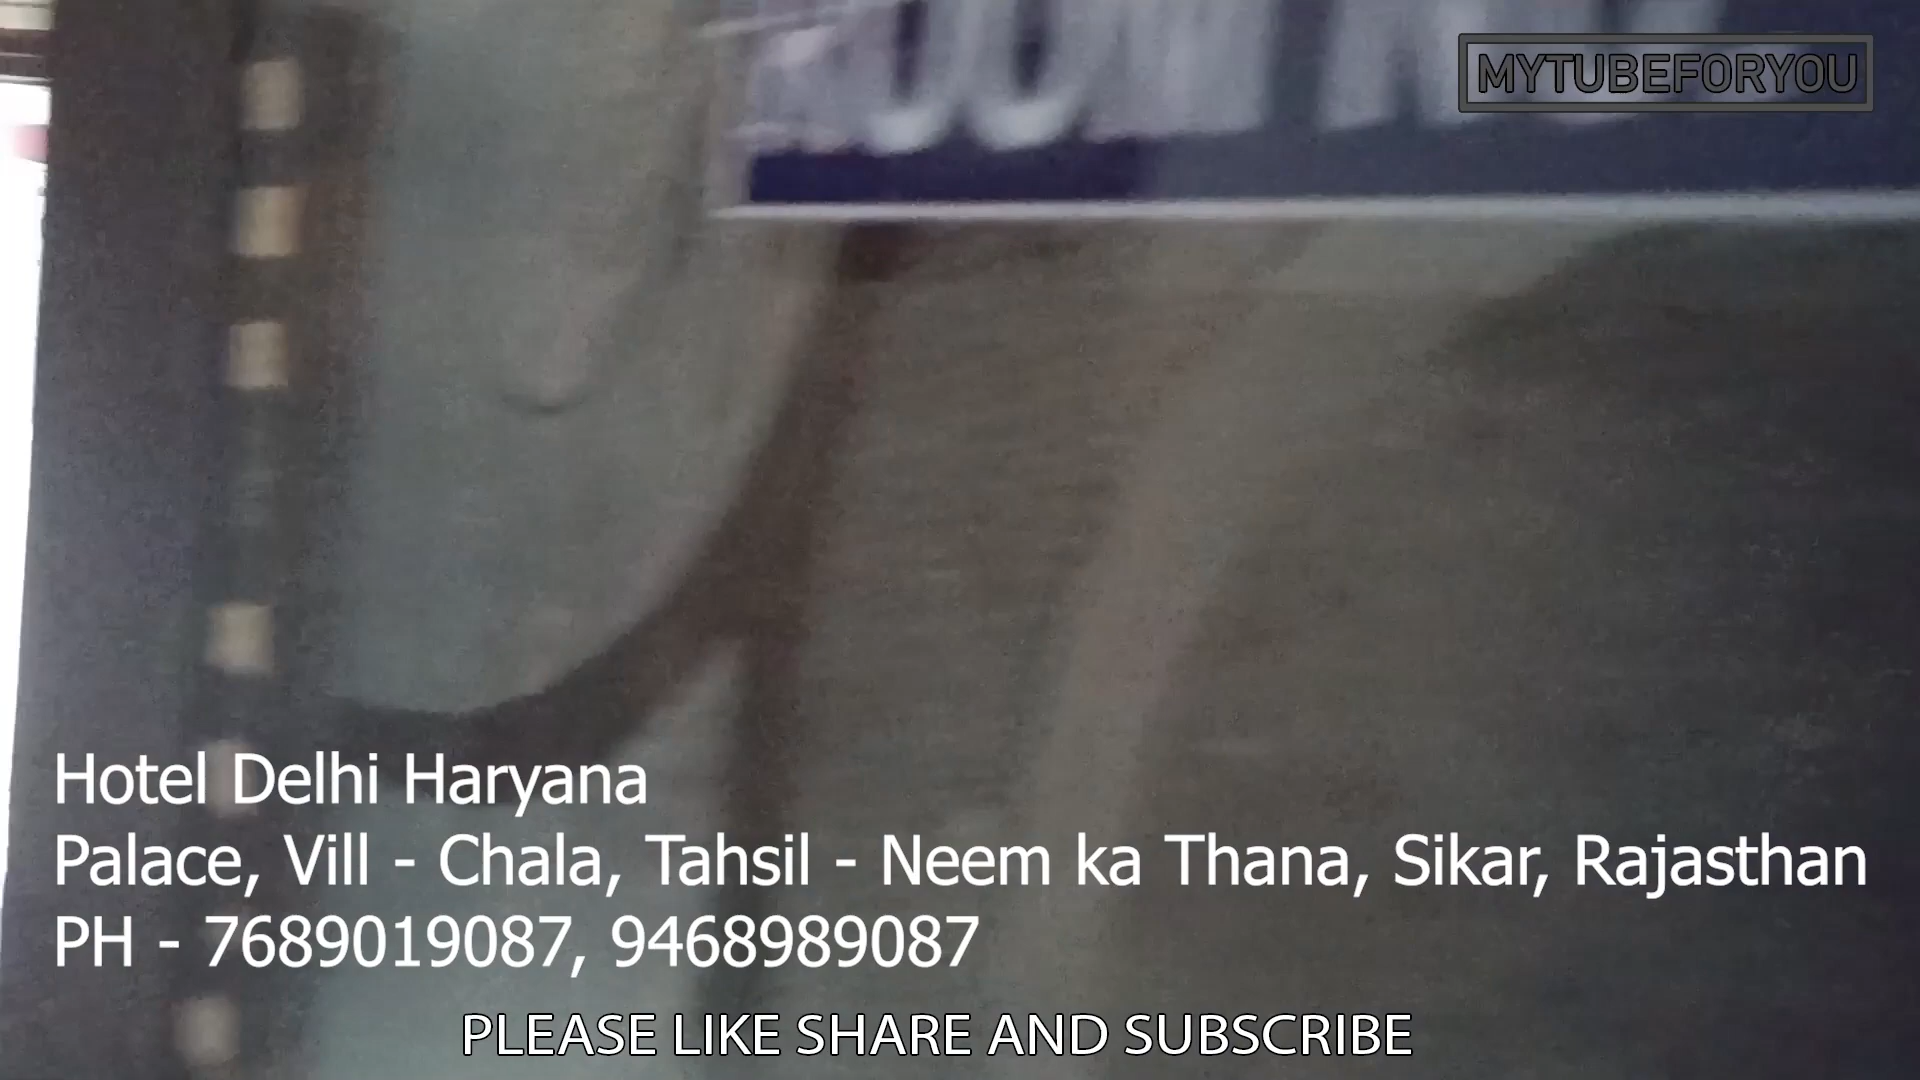 MYTUBEFORYOU
Hotel Delhi Haryana
Palace, Vill - Chala, Tahsil - Neem ka Thana, Sikar, Rajasthan
PH - 7689019087, 9468989087
PLEASE LIKE SHARE AND SUBSCRIBE